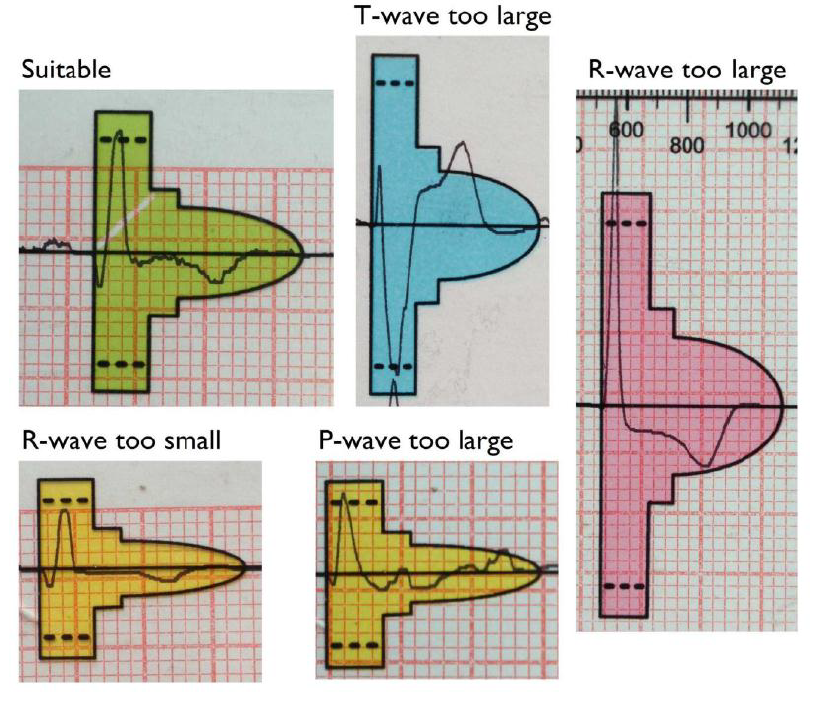 T-wave too large
Suitable
R-wave too large
600 1000
800
R-wave too small
P-wave too large